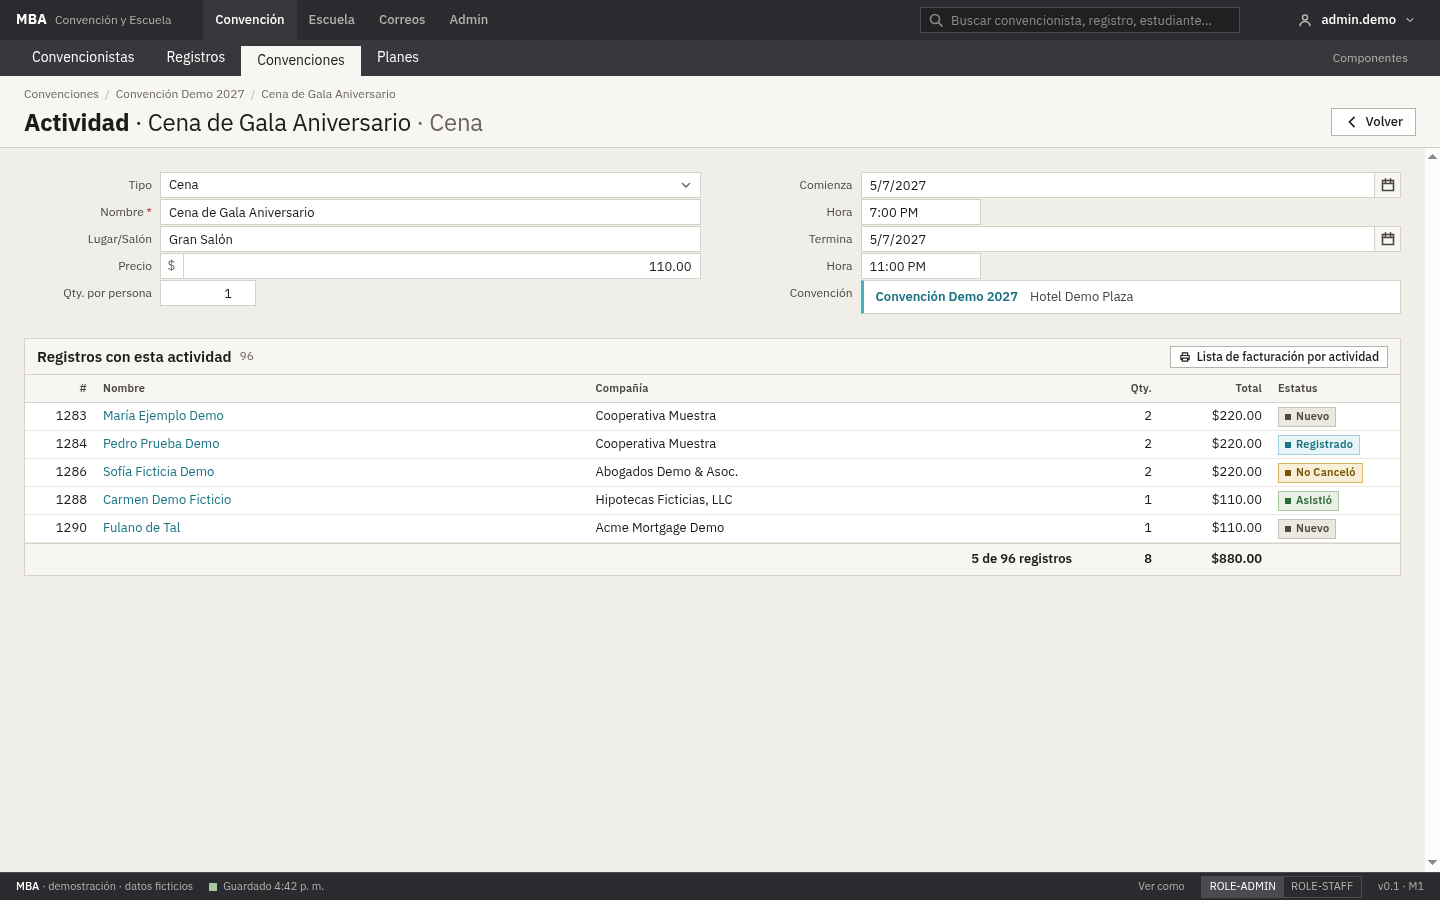 MBA Convención y Escuela Convención Escuela Correos Admin Buscar convencionista, registro, estudiante... admin.demo
Convencionistas Registros Convenciones Planes Componentes
Convenciones / Convención Demo 2027 / Cena de Gala Aniversario
Actividad · Cena de Gala Aniversario · Cena Volver
Tipo Cena
Nombre * Cena de Gala Aniversario
Lugar/Salón Gran Salón
Precio $ 110.00
Qty. por persona 1
Comienza 5/7/2027
Hora 7:00 PM
Termina 5/7/2027
Hora 11:00 PM
Convención Convención Demo 2027 Hotel Demo Plaza
Registros con esta actividad 96 Lista de facturación por actividad
# Nombre Compañía Qty. Total Estatus
1283 María Ejemplo Demo Cooperativa Muestra 2 $220.00 Nuevo
1284 Pedro Prueba Demo Cooperativa Muestra 2 $220.00 Registrado
1286 Sofía Ficticia Demo Abogados Demo & Asoc. 2 $220.00 No Canceló
1288 Carmen Demo Ficticio Hipotecas Ficticias, LLC 1 $110.00 Asistió
1290 Fulano de Tal Acme Mortgage Demo 1 $110.00 Nuevo
5 de 96 registros 8 $880.00
MBA · demostración · datos ficticios Guardado 4:42 p. m. Ver como ROLE-ADMIN ROLE-STAFF v0.1 · M1